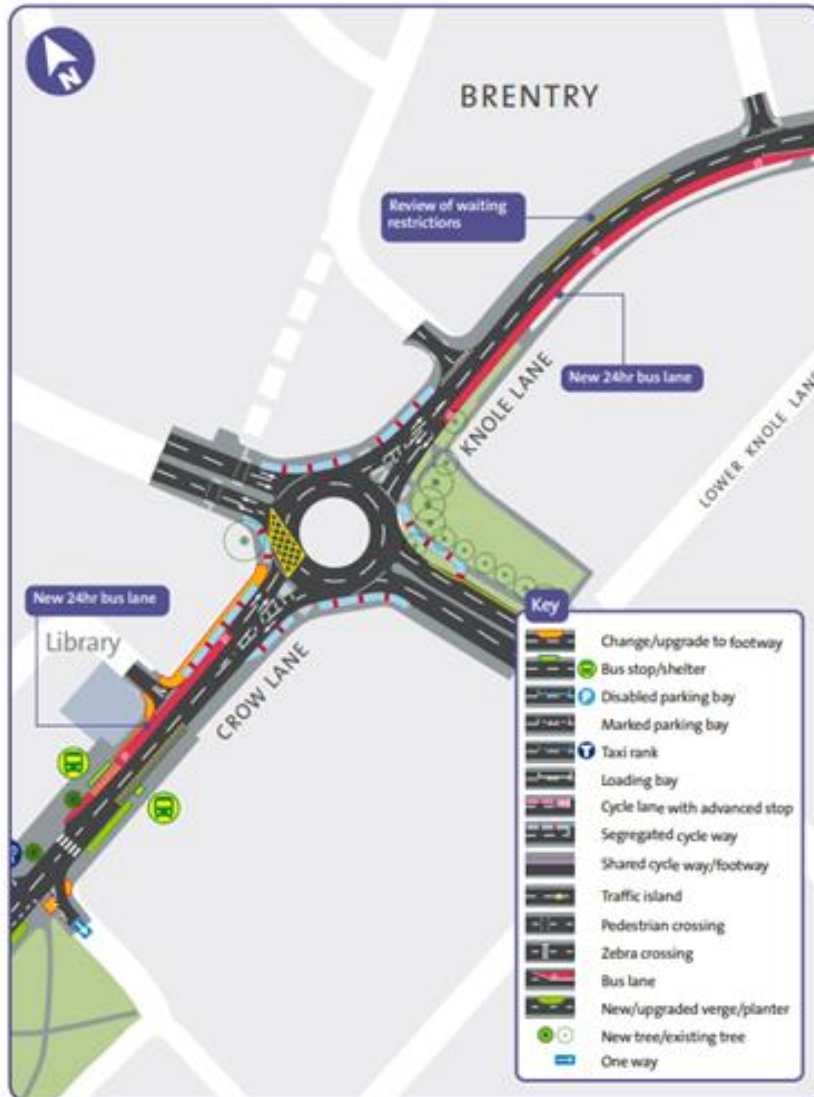 N
BRENTRY
Review of waiting
restrictions
New 24hr bus lane
KNOLE LANE
LOWER KNOLE LANE
New 24hr bus lane
Library
CROW LANE
Key
Change/upgrade to footway
Bus stop/shelter
Disabled parking bay
Marked parking bay
Taxi rank
Loading bay
Cycle lane with advanced stop
Segregated cycle way
Shared cycle way/footway
Traffic island
Pedestrian crossing
Zebra crossing
Bus lane
New/upgraded verge/planter
New tree/existing tree
One way